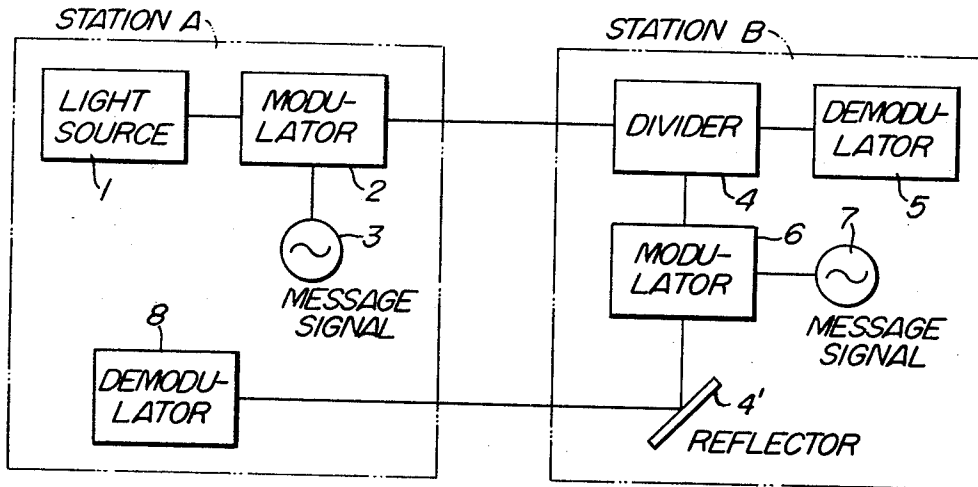 STATION A
STATION B
LIGHT
SOURCE
1
MODU-
LATOR
2
3
MESSAGE
SIGNAL
DIVIDER
4
DEMODU-
LATOR
5
MODU-
LATOR
6
7
MESSAGE
SIGNAL
8
DEMODU-
LATOR
4'
REFLECTOR